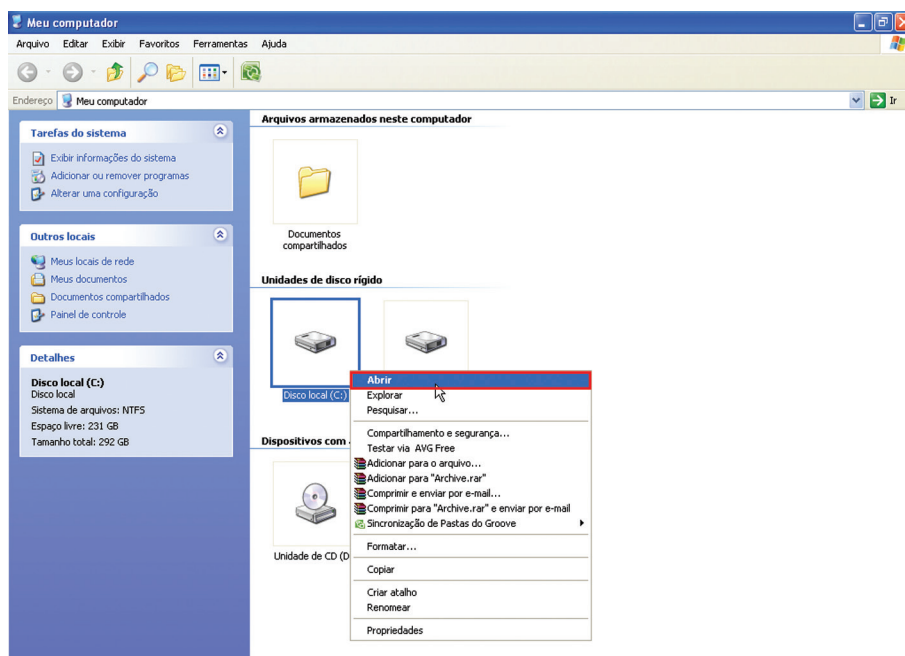 Meu computador
Arquivo Editar Exibir Favoritos Ferramentas Ajuda
Endereço Meu computador Ir
Tarefas do sistema
Exibir informações do sistema
Adicionar ou remover programas
Alterar uma configuração
Outros locais
Meus locais de rede
Meus documentos
Documentos compartilhados
Painel de controle
Detalhes
Disco local (C:)
Disco local
Sistema de arquivos: NTFS
Espaço livre: 231 GB
Tamanho total: 292 GB
Arquivos armazenados neste computador
Documentos
compartilhados
Unidades de disco rígido
Disco local (C:)
Dispositivos com
Unidade de CD (D
Abrir
Explorar
Pesquisar...
Compartilhamento e segurança...
Testar via AVG Free
Adicionar para o arquivo...
Adicionar para "Archive.rar"
Comprimir e enviar por e-mail...
Comprimir para "Archive.rar" e enviar por e-mail
Sincronização de Pastas do Groove
Formatar...
Copiar
Criar atalho
Renomear
Propriedades